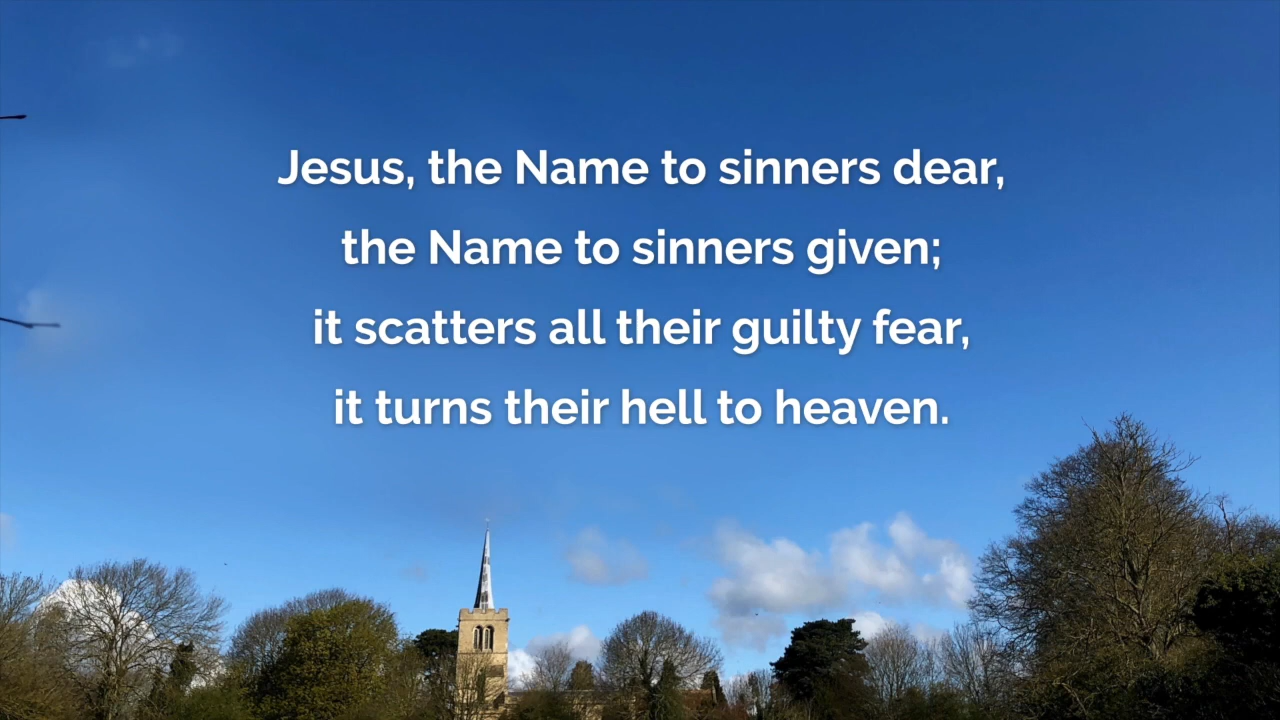 Jesus, the Name to sinners dear,
the Name to sinners given;
it scatters all their guilty fear,
it turns their hell to heaven.